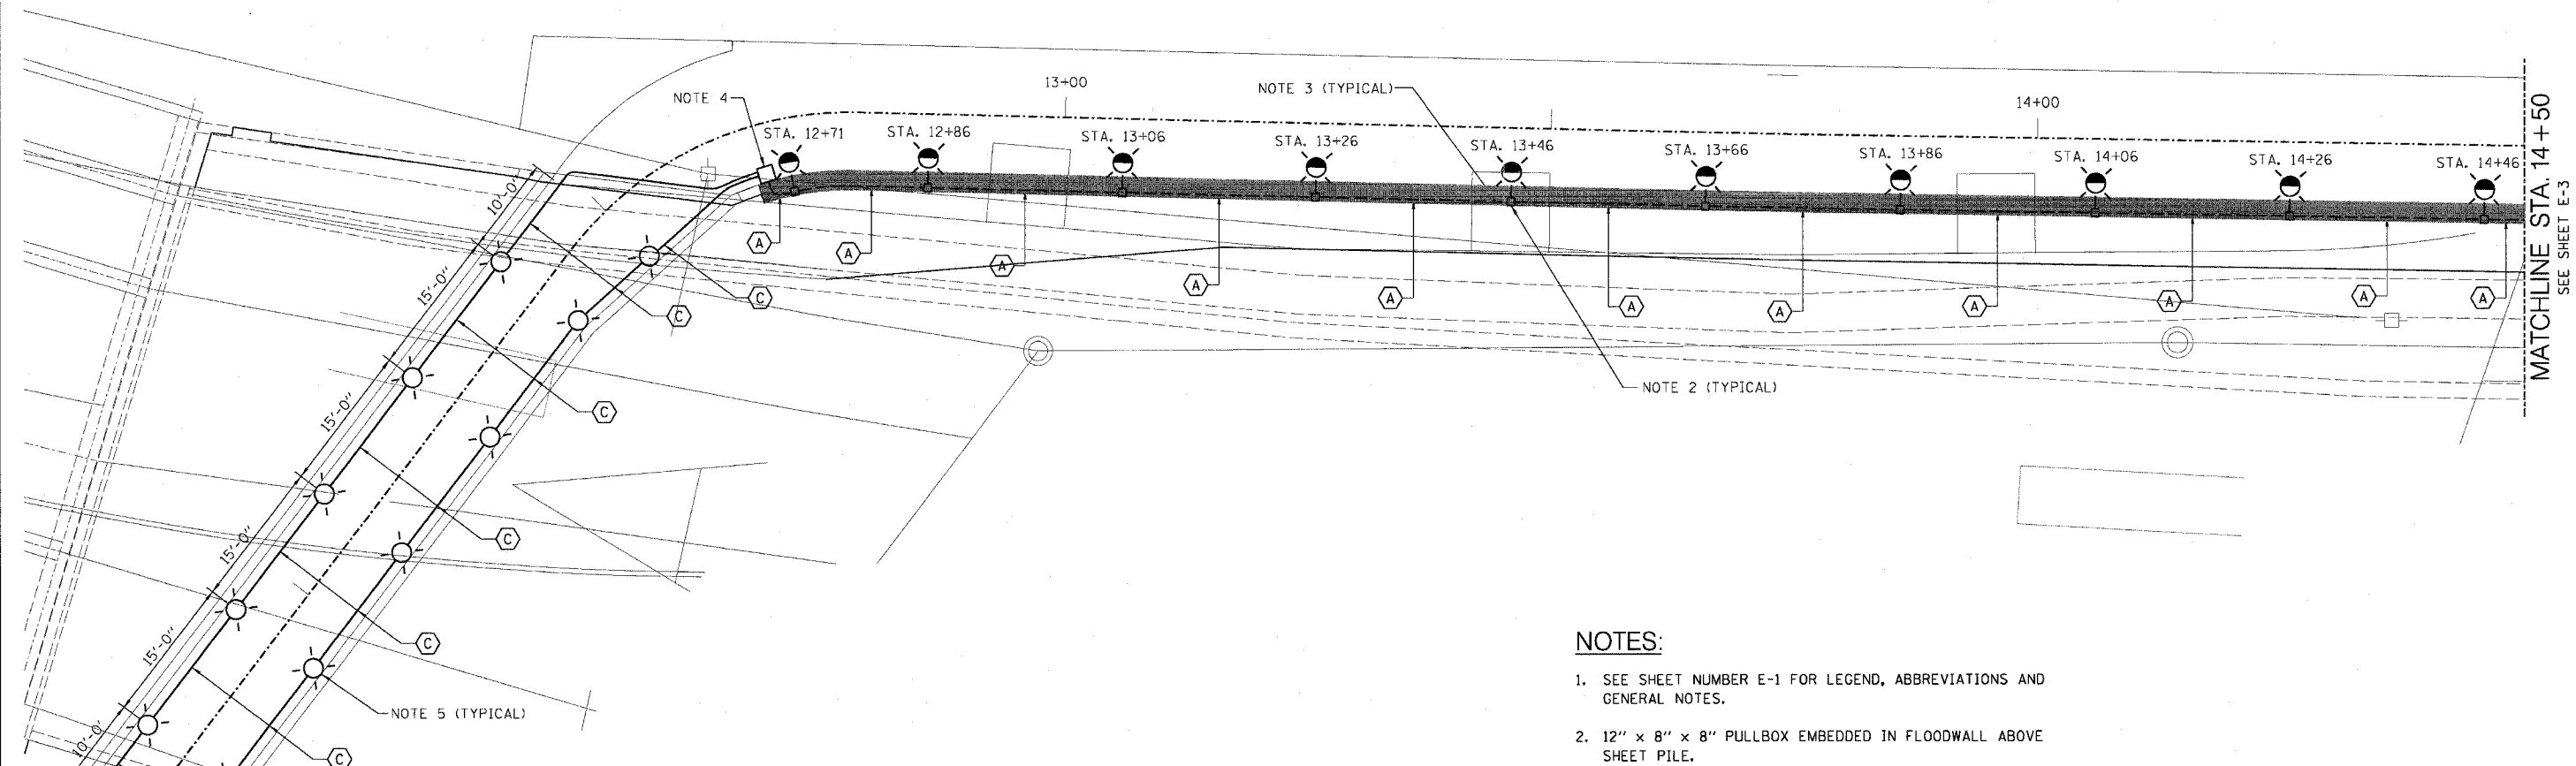 13+00
14+00
NOTE 4
NOTE 3 (TYPICAL)
STA. 12+71
STA. 12+86
STA. 13+06
STA. 13+26
STA. 13+46
STA. 13+66
STA. 13+86
STA. 14+06
STA. 14+26
STA. 14+46
MATCHLINE STA. 14+50
SEE SHEET E-3
A
A
A
A
A
A
A
A
A
A
A
10'-0"
15'-0"
15'-0"
15'-0"
15'-0"
10'-0"
C
C
C
C
C
C
C
NOTE 2 (TYPICAL)
NOTE 5 (TYPICAL)
NOTES:
1. SEE SHEET NUMBER E-1 FOR LEGEND, ABBREVIATIONS AND
GENERAL NOTES.
2. 12" x 8" x 8" PULLBOX EMBEDDED IN FLOODWALL ABOVE
SHEET PILE.